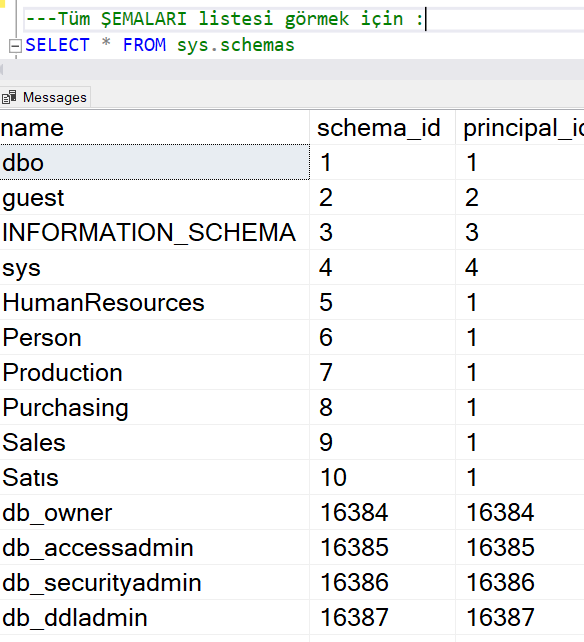 ---Tüm ŞEMALARI listesi görmek için :
SELECT * FROM sys.schemas
Messages
name schema_id principal_id
dbo 1 1
guest 2 2
INFORMATION_SCHEMA 3 3
sys 4 4
HumanResources 5 1
Person 6 1
Production 7 1
Purchasing 8 1
Sales 9 1
Satıs 10 1
db_owner 16384 16384
db_accessadmin 16385 16385
db_securityadmin 16386 16386
db_ddladmin 16387 16387